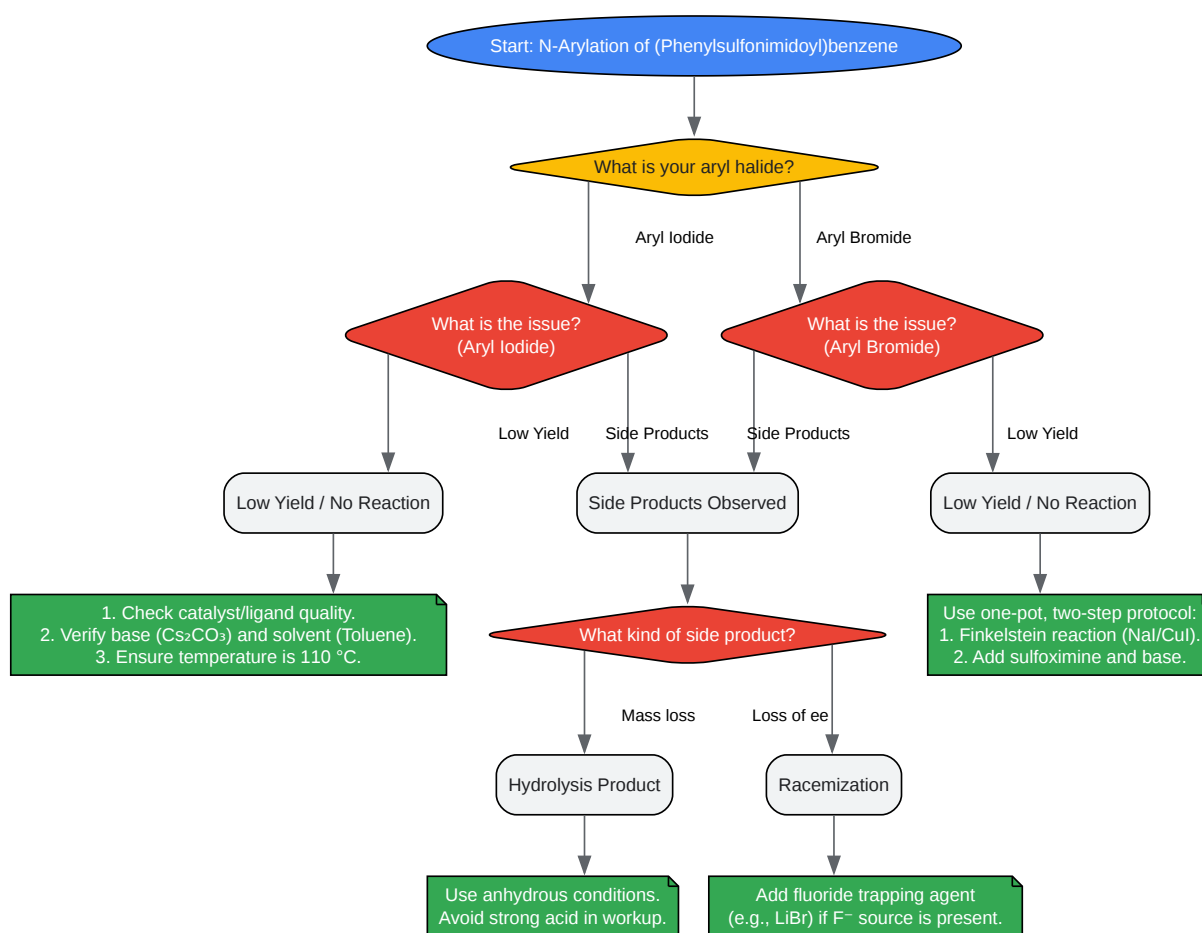 Start: N-Arylation of (Phenylsulfonimidoyl)benzene
What is your aryl halide?
Aryl Iodide
Aryl Bromide
What is the issue?
(Aryl Iodide)
What is the issue?
(Aryl Bromide)
Low Yield
Side Products
Side Products
Low Yield
Low Yield / No Reaction
Side Products Observed
Low Yield / No Reaction
1. Check catalyst/ligand quality.
2. Verify base (Cs₂CO₃) and solvent (Toluene).
3. Ensure temperature is 110 °C.
What kind of side product?
Use one-pot, two-step protocol:
1. Finkelstein reaction (NaI/CuI).
2. Add sulfoximine and base.
Mass loss
Loss of ee
Hydrolysis Product
Racemization
Use anhydrous conditions.
Avoid strong acid in workup.
Add fluoride trapping agent
(e.g., LiBr) if F⁻ source is present.